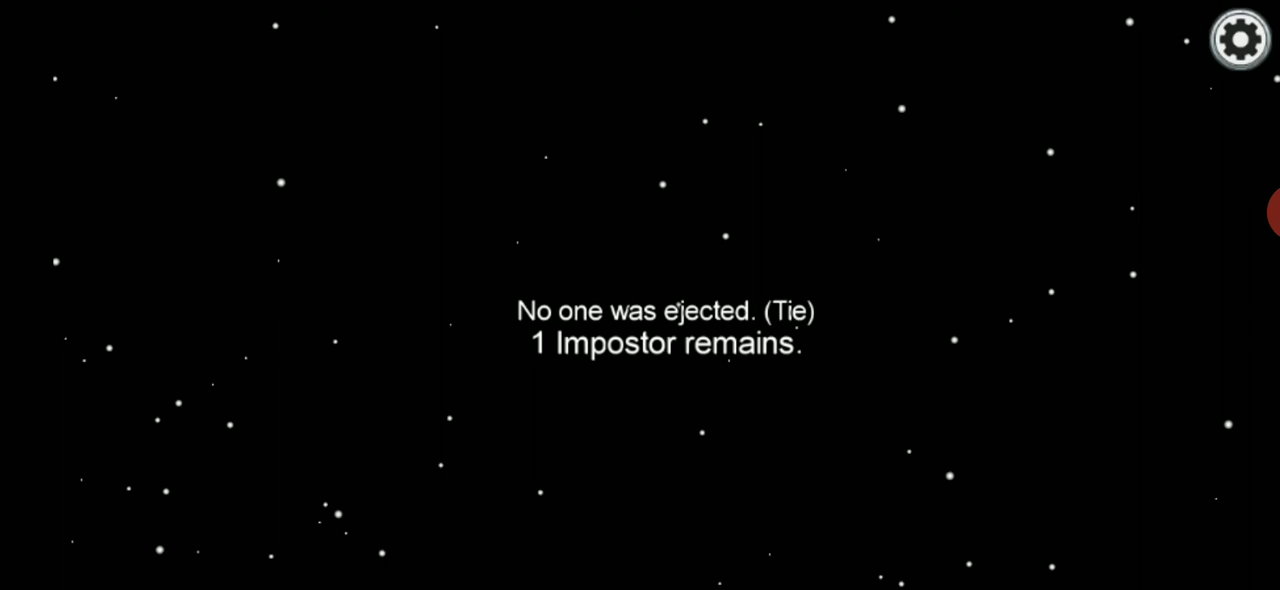 No one was ejected. (Tie)
1 Impostor remains.